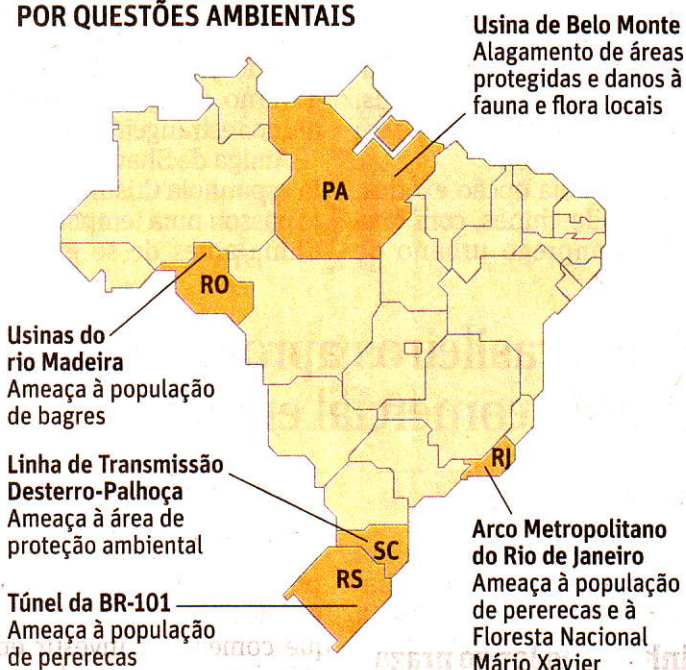 POR QUESTÕES AMBIENTAIS
Usina de Belo Monte
Alagamento de áreas
protegidas e danos à
fauna e flora locais
PA
RO
Usinas do
rio Madeira
Ameaça à população
de bagres
Linha de Transmissão
Desterro-Palhoça
Ameaça à área de
proteção ambiental
SC
RS
Túnel da BR-101
Ameaça à população
de pererecas
RJ
Arco Metropolitano
do Rio de Janeiro
Ameaça à população
de pererecas e à
Floresta Nacional
Mário Xavier